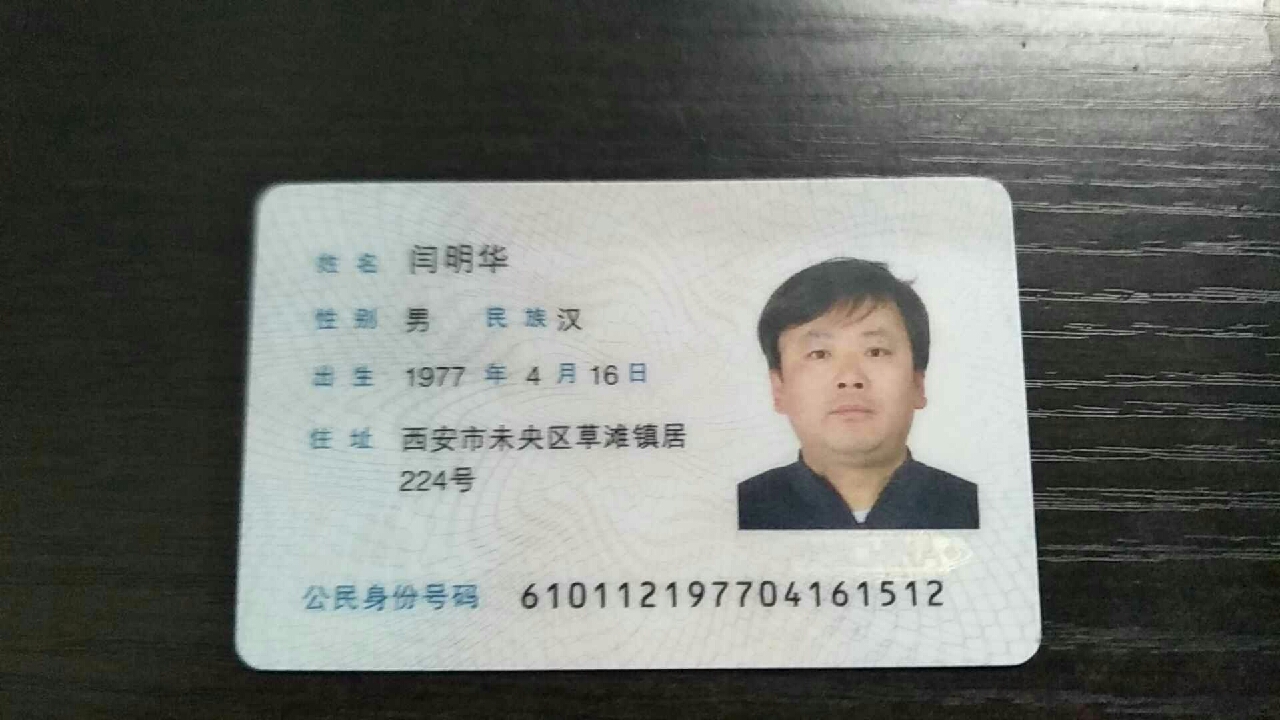 姓名 闫明华
性别 男 民族 汉
出生 1977 年 4 月 16 日
住址 西安市未央区草滩镇居
224号
公民身份号码 610112197704161512